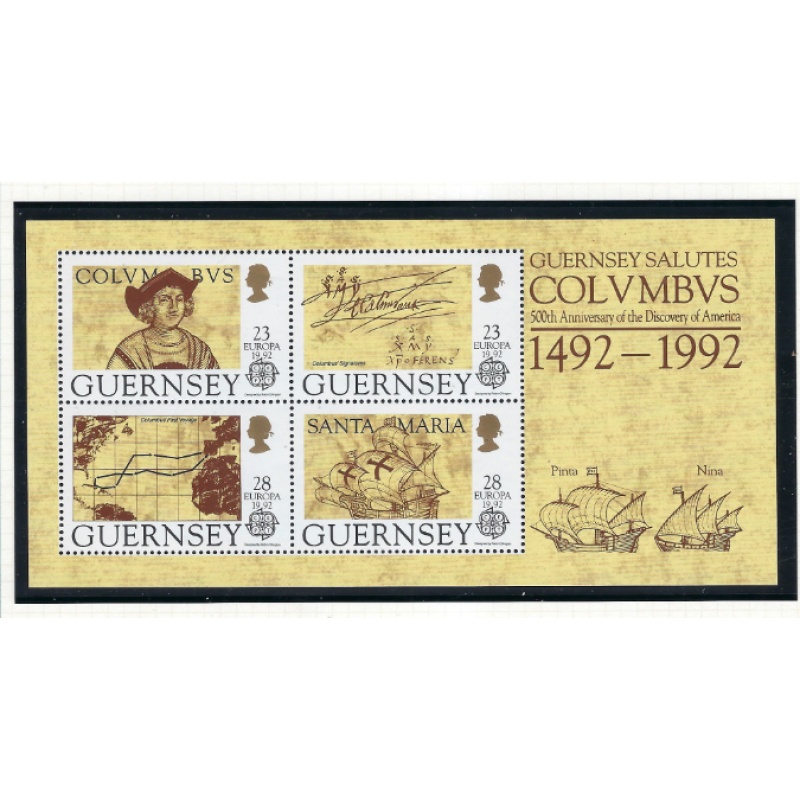 COLVMBVS
23
EUROPA
1992
GUERNSEY
23
EUROPA
1992
Columbus' Signatures
GUERNSEY
Columbus' First Voyage
28
EUROPA
1992
GUERNSEY
SANTA MARIA
28
EUROPA
1992
GUERNSEY
GUERNSEY SALUTES
COLVMBVS
500th Anniversary of the Discovery of America
1492 – 1992
Pinta
Nina